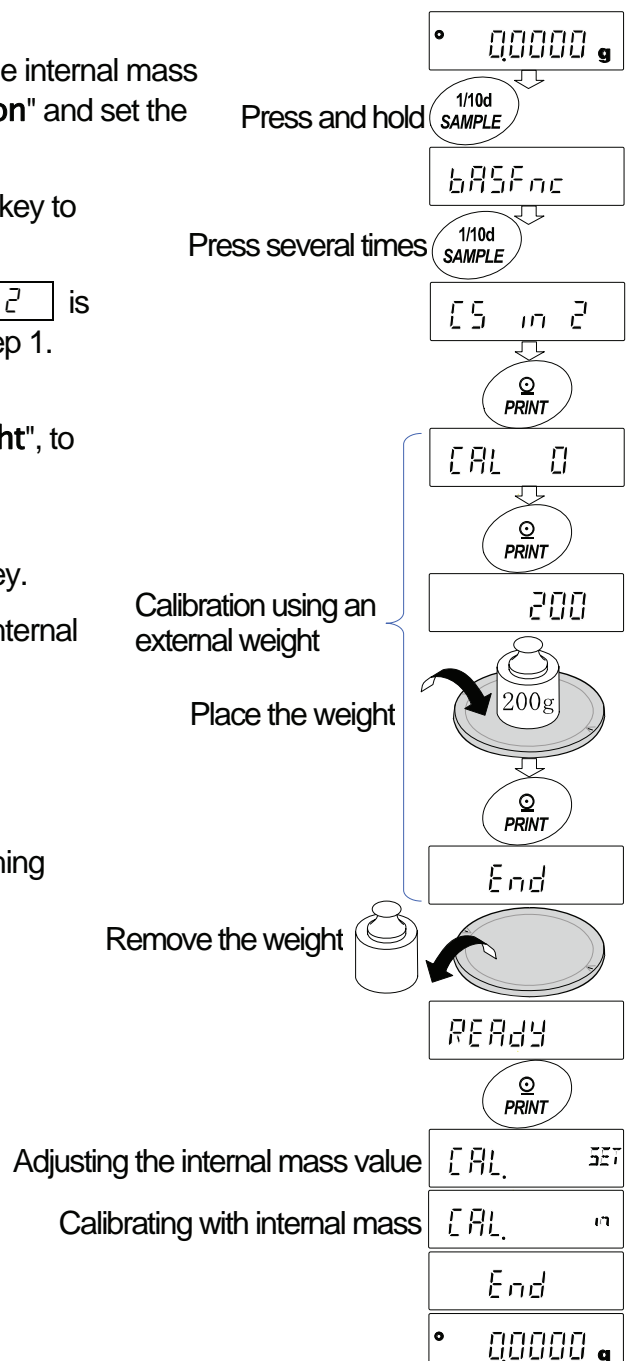 0.0000 g
e internal mass
on" and set the
Press and hold
1/10d
SAMPLE
bASFnc
key to
Press several times
1/10d
SAMPLE
2 is
ep 1.
CS in 2
PRINT
ht", to
CAL 0
PRINT
ey.
200
nternal
Calibration using an
external weight
200g
Place the weight
PRINT
ning
End
Remove the weight
REAdy
PRINT
Adjusting the internal mass value
CAL. SET
Calibrating with internal mass
CAL. in
End
0.0000 g